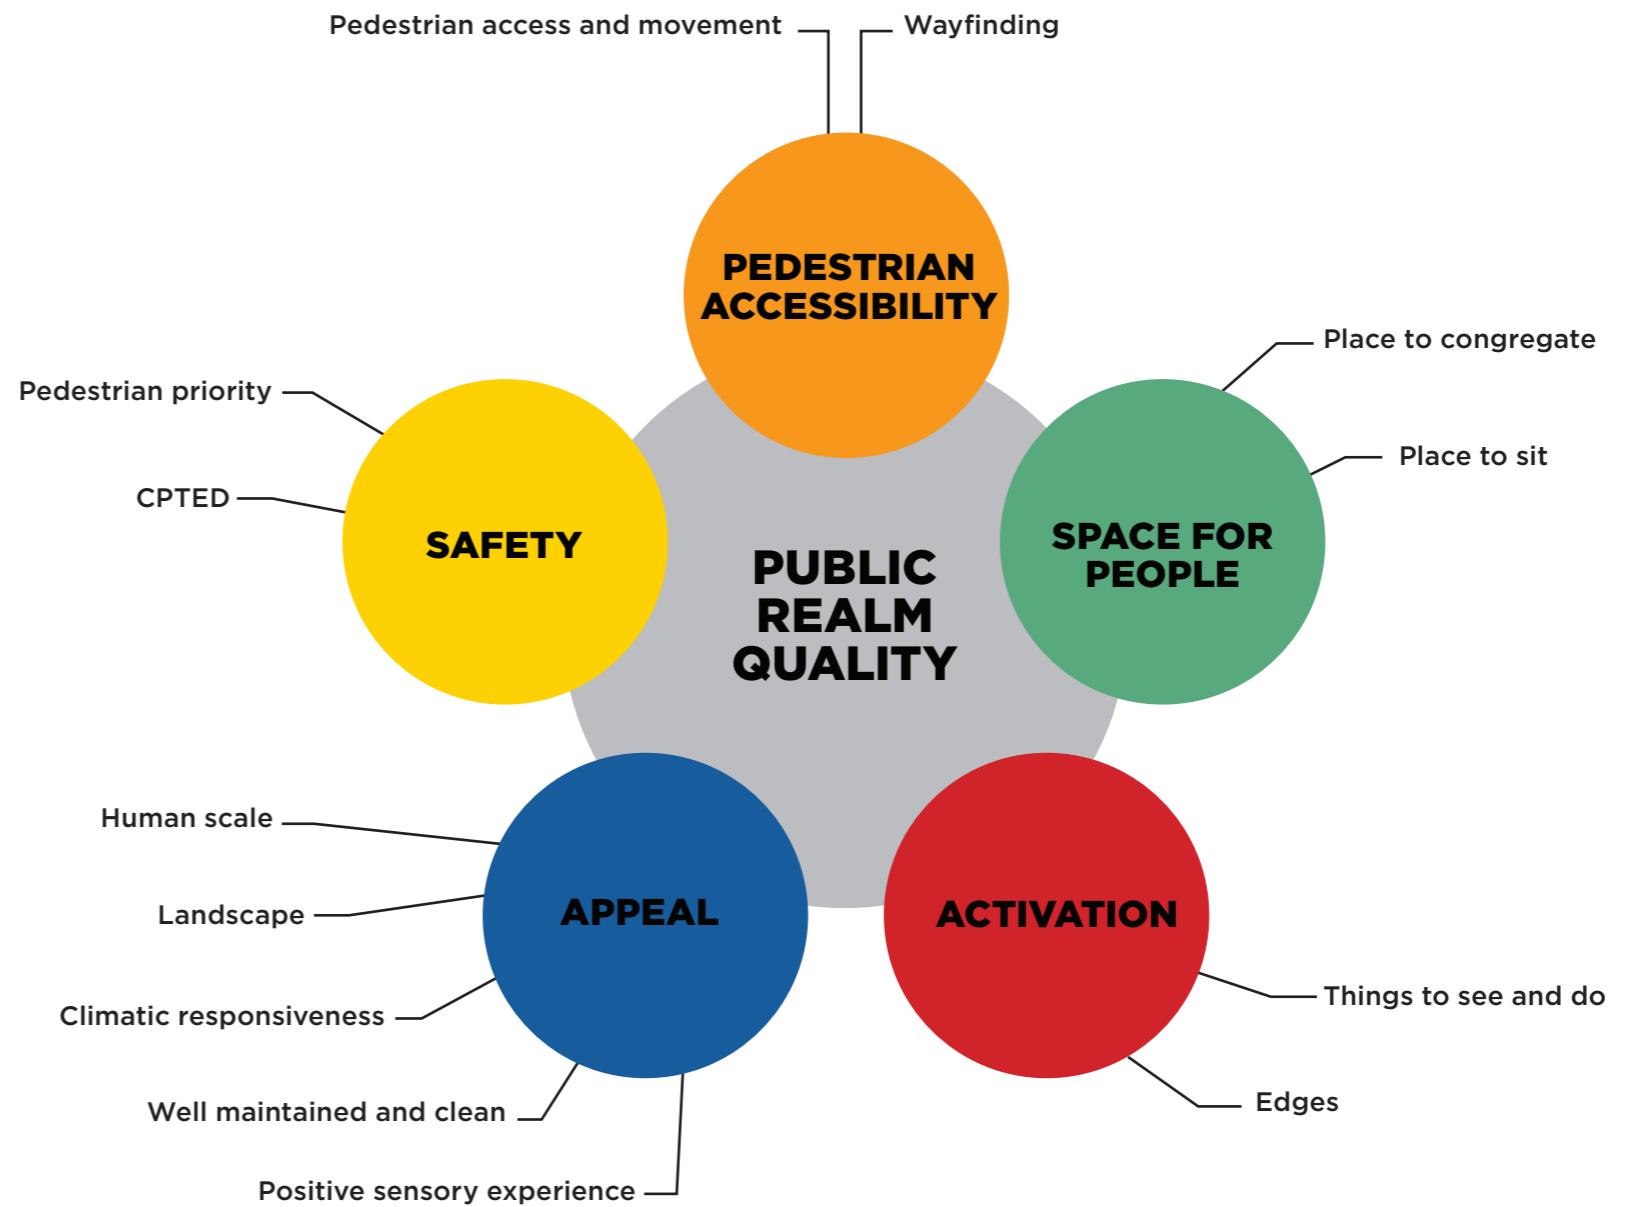 Pedestrian access and movement
Wayfinding
PEDESTRIAN
ACCESSIBILITY
Place to congregate
Place to sit
SPACE FOR
PEOPLE
Pedestrian priority
CPTED
SAFETY
PUBLIC
REALM
QUALITY
Human scale
Landscape
Climatic responsiveness
Well maintained and clean
Positive sensory experience
APPEAL
ACTIVATION
Things to see and do
Edges